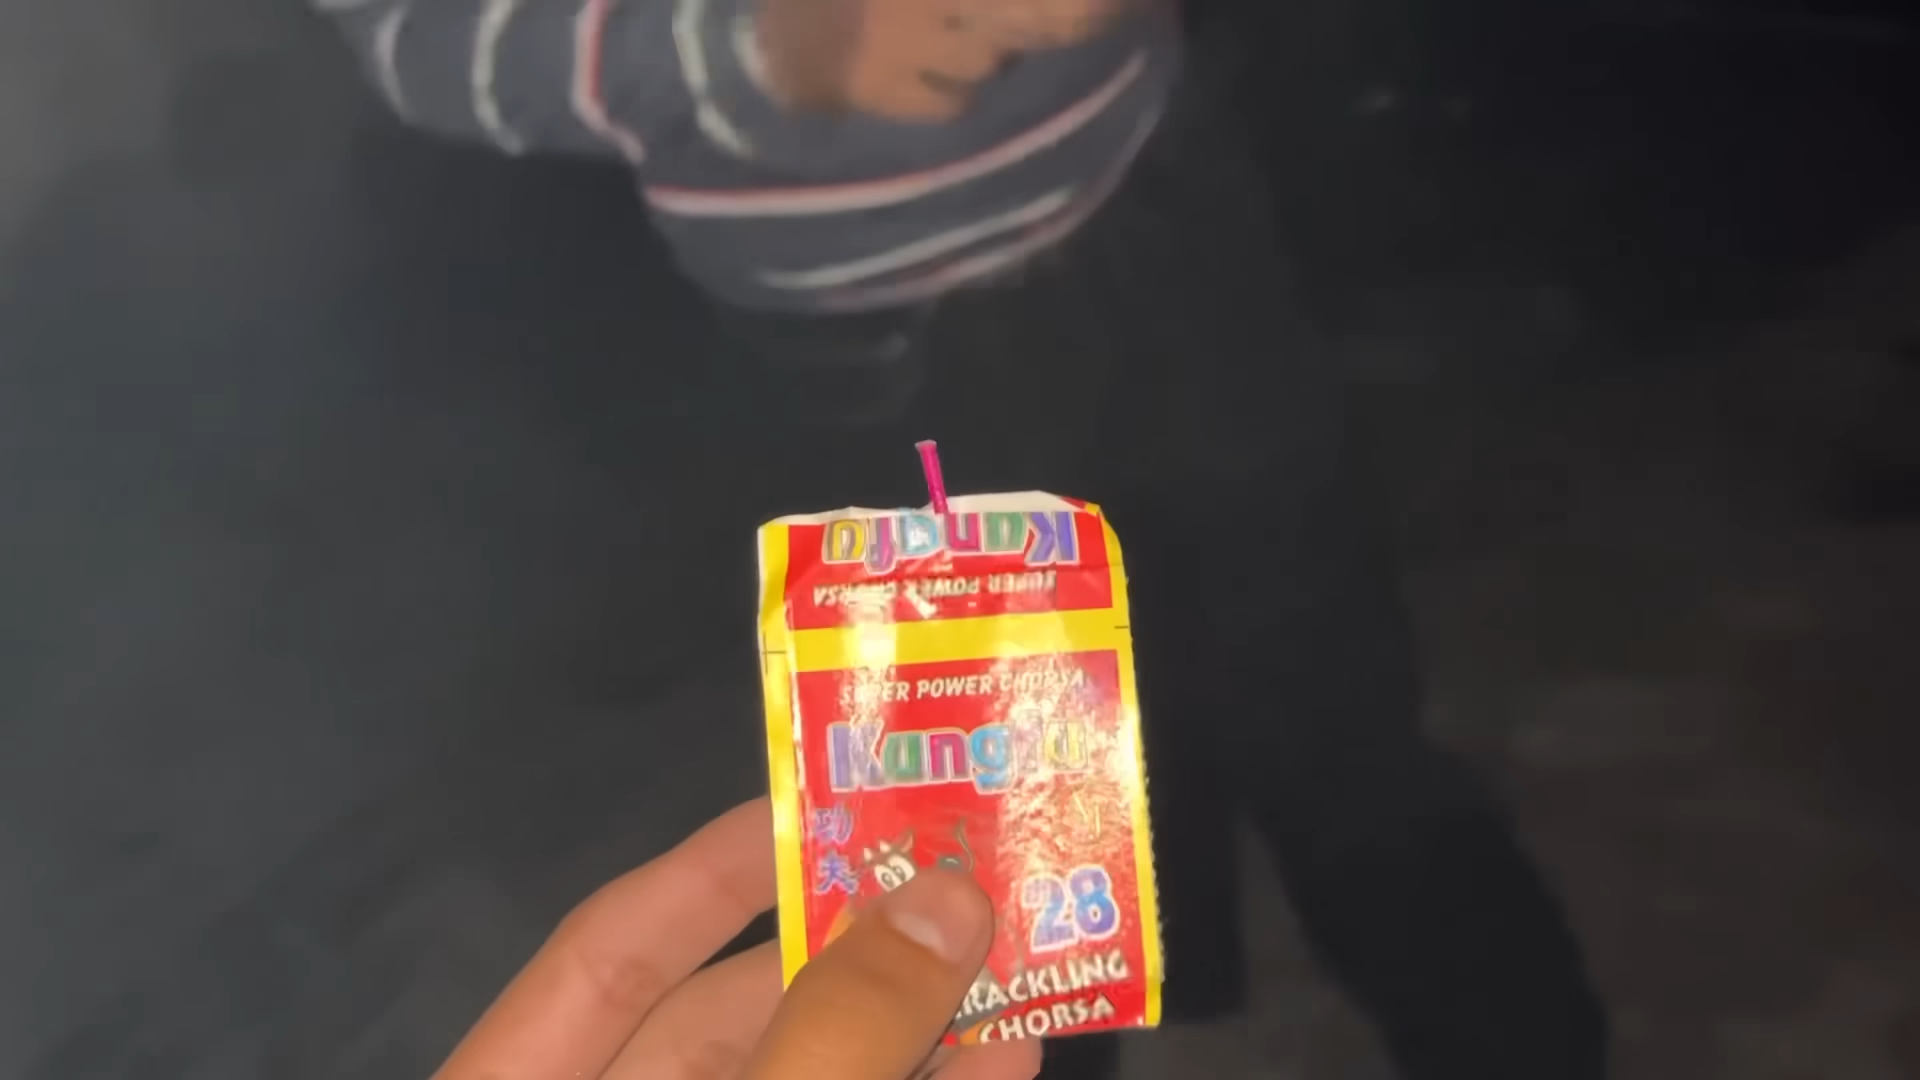 Kungfu
SUPER POWER CHORSA
SUPER POWER CHORSA
Kungfu
功
夫
28
CRACKLING
CHORSA